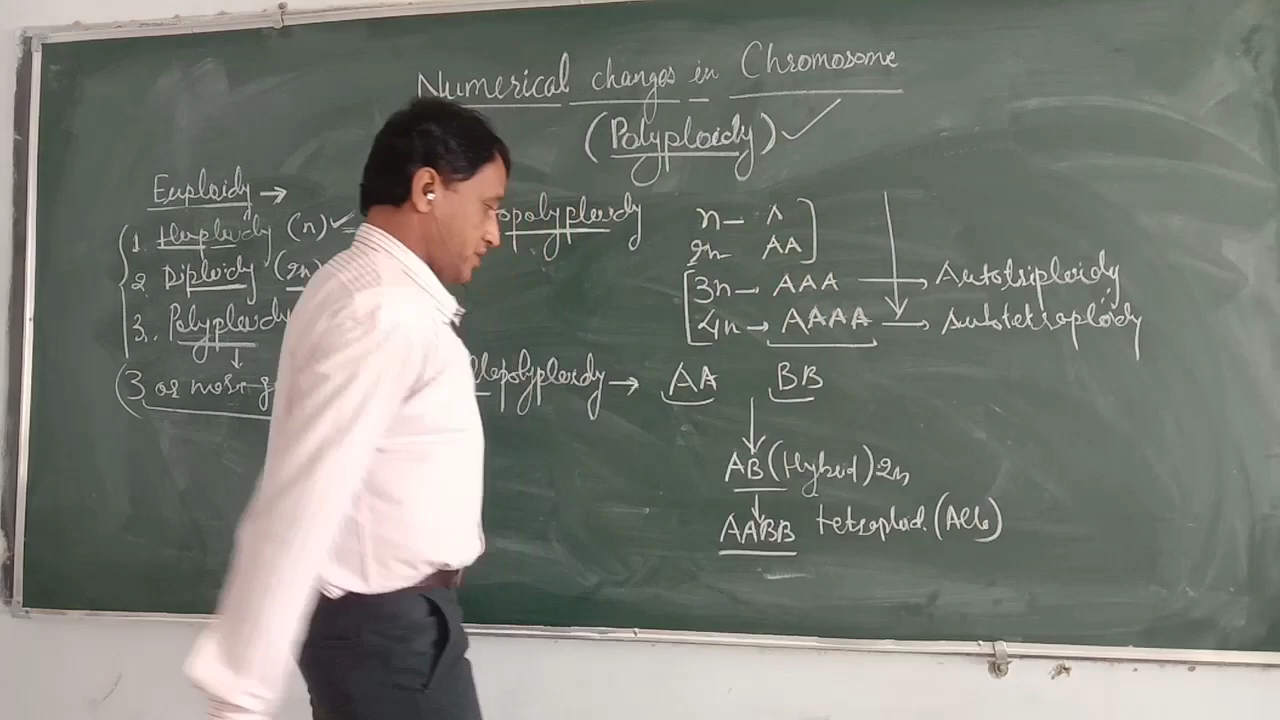 Numerical changes in Chromosome
(Polyploidy) ✓
Euploidy →
1. Haploidy (n) ✓
2. Diploidy (2n)
3. Polyploidy
↓
(3 or more
opolyploidy
n — A
2n AA
3n — AAA → Autotriploidy
4n → AAAA → Autotetraploidy
llopolyploidy → AA BB
↓
AB (Hybrid) 2n
↓
AABB tetraploid (Allo)